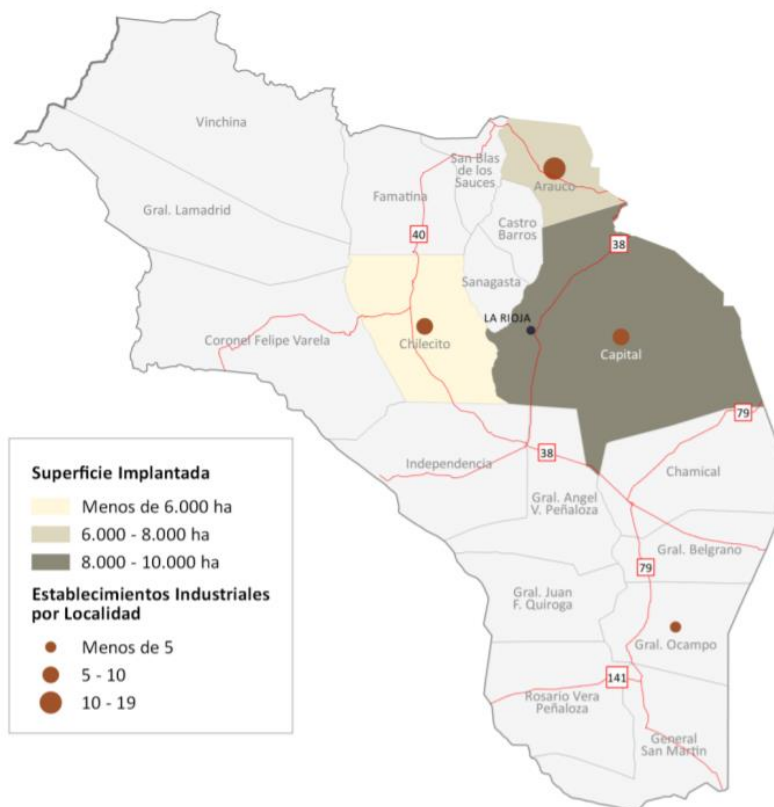 Vinchina
San Blas
de los
Sauces
Arauco
Famatina
Gral. Lamadrid
Castro
Barros
40
38
Sanagasta
LA RIOJA
Coronel Felipe Varela
Chilecito
Capital
79
Independencia
38
Chamical
Gral. Angel
V. Peñaloza
Gral. Belgrano
79
Gral. Juan
F. Quiroga
Gral. Ocampo
141
Rosario Vera
Peñaloza
General
San Martin
Superficie Implantada
Menos de 6.000 ha
6.000 - 8.000 ha
8.000 - 10.000 ha
Establecimientos Industriales
por Localidad
Menos de 5
5 - 10
10 - 19